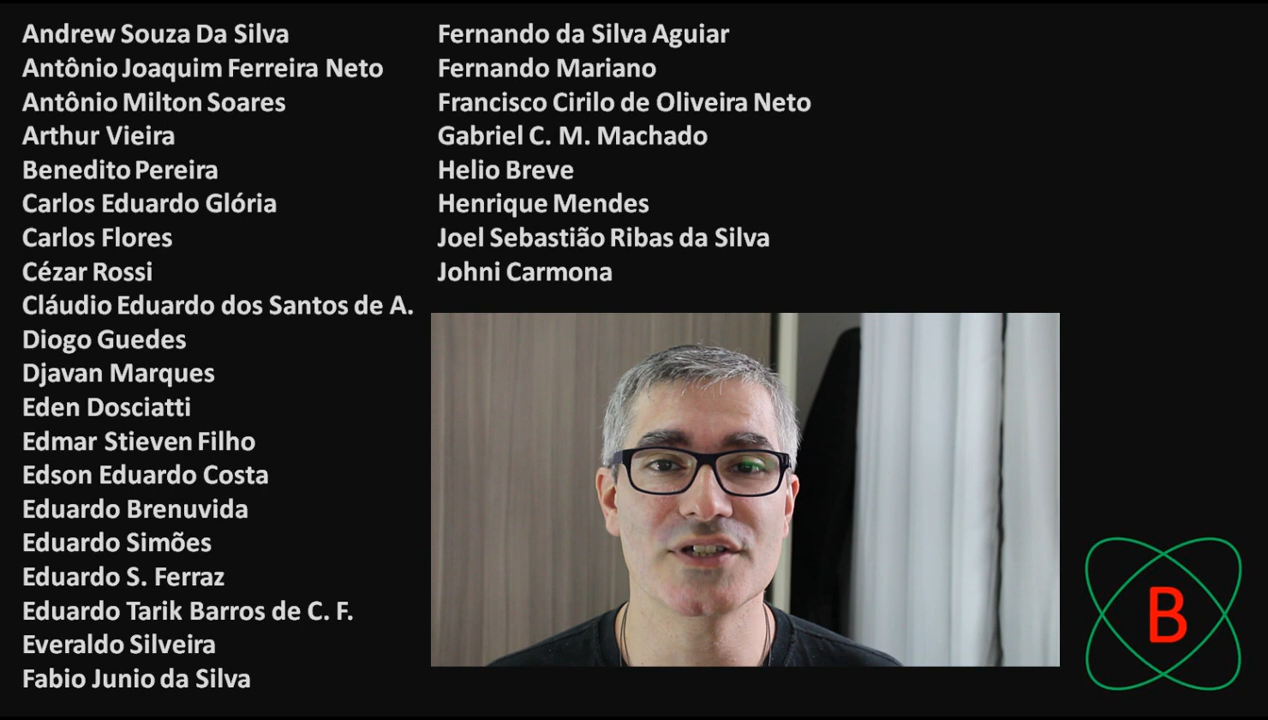 Andrew Souza Da Silva
Antônio Joaquim Ferreira Neto
Antônio Milton Soares
Arthur Vieira
Benedito Pereira
Carlos Eduardo Glória
Carlos Flores
Cézar Rossi
Cláudio Eduardo dos Santos de A.
Diogo Guedes
Djavan Marques
Eden Dosciatti
Edmar Stieven Filho
Edson Eduardo Costa
Eduardo Brenuvida
Eduardo Simões
Eduardo S. Ferraz
Eduardo Tarik Barros de C. F.
Everaldo Silveira
Fabio Junio da Silva
Fernando da Silva Aguiar
Fernando Mariano
Francisco Cirilo de Oliveira Neto
Gabriel C. M. Machado
Helio Breve
Henrique Mendes
Joel Sebastião Ribas da Silva
Johni Carmona
B